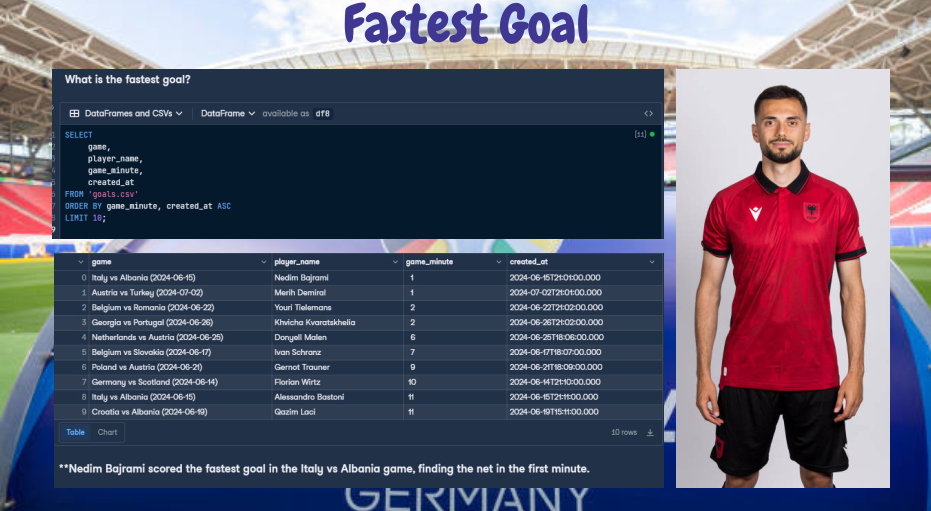 Fastest Goal
What is the fastest goal?
DataFrames and CSVs DataFrame available as df8
SELECT [11]
game,
player_name,
game_minute,
created_at
FROM 'goals.csv'
ORDER BY game_minute, created_at ASC
LIMIT 10;
9
game player_name game_minute created_at
0 Italy vs Albania (2024-06-15) Nedim Bajrami 1 2024-06-15T21:01:00.000
1 Austria vs Turkey (2024-07-02) Merih Demiral 1 2024-07-02T21:01:00.000
2 Belgium vs Romania (2024-06-22) Youri Tielemans 2 2024-06-22T21:02:00.000
3 Georgia vs Portugal (2024-06-26) Khvicha Kvaratskhelia 2 2024-06-26T21:02:00.000
4 Netherlands vs Austria (2024-06-25) Donyell Malen 6 2024-06-25T18:06:00.000
5 Belgium vs Slovakia (2024-06-17) Ivan Schranz 7 2024-06-17T18:07:00.000
6 Poland vs Austria (2024-06-21) Gernot Trauner 9 2024-06-21T18:09:00.000
7 Germany vs Scotland (2024-06-14) Florian Wirtz 10 2024-06-14T21:10:00.000
8 Italy vs Albania (2024-06-15) Alessandro Bastoni 11 2024-06-15T21:11:00.000
9 Croatia vs Albania (2024-06-19) Qazim Laci 11 2024-06-19T15:11:00.000
Table Chart 10 rows
**Nedim Bajrami scored the fastest goal in the Italy vs Albania game, finding the net in the first minute.
GERMANY